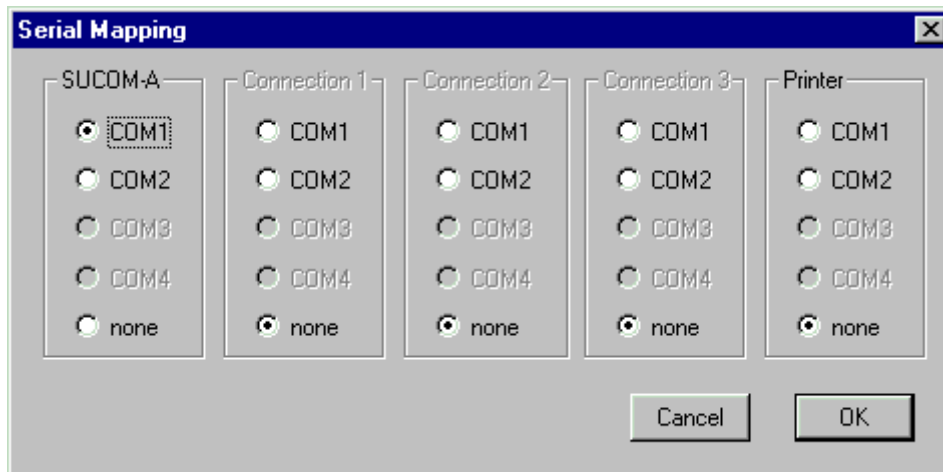 Serial Mapping
SUCOM-A Connection 1 Connection 2 Connection 3 Printer
COM1 COM1 COM1 COM1 COM1
COM2 COM2 COM2 COM2 COM2
COM3 COM3 COM3 COM3 COM3
COM4 COM4 COM4 COM4 COM4
none none none none none
Cancel OK